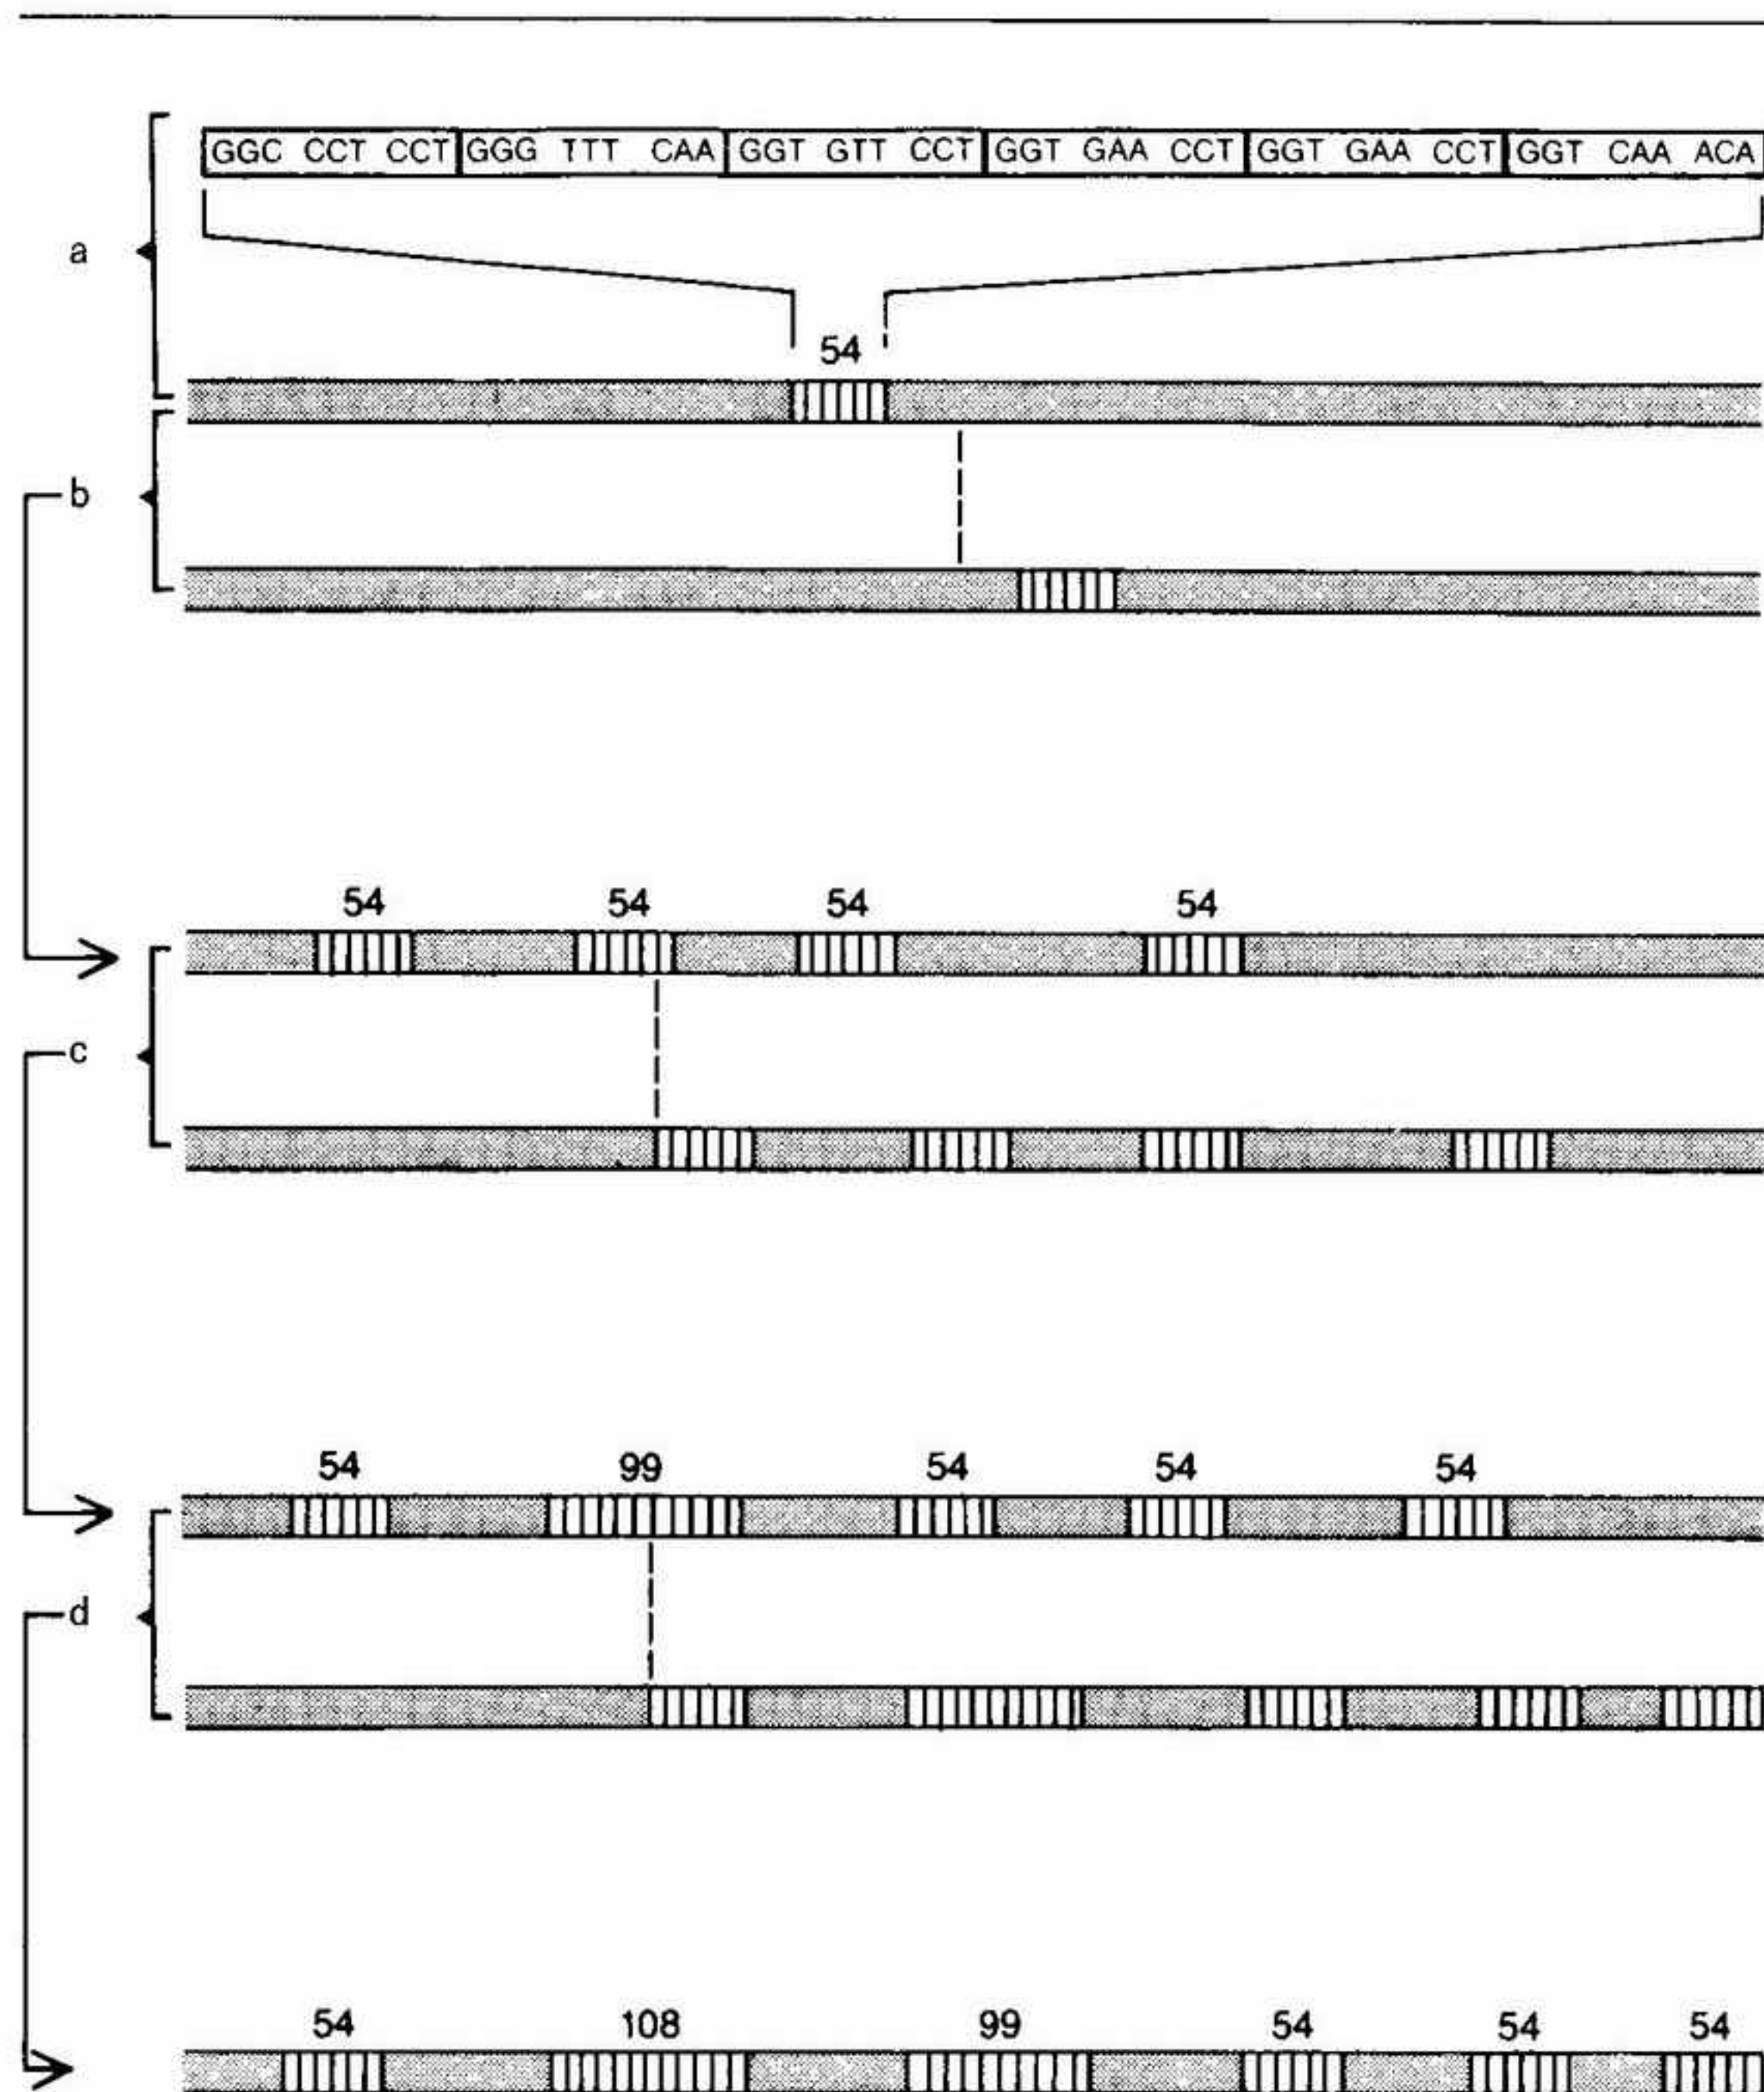 GGC CCT CCT GGG TTT CAA GGT GTT CCT GGT GAA CCT GGT GAA CCT GGT CAA ACA
a
54
b
54 54 54 54
c
54 99 54 54 54
d
54 108 99 54 54 54